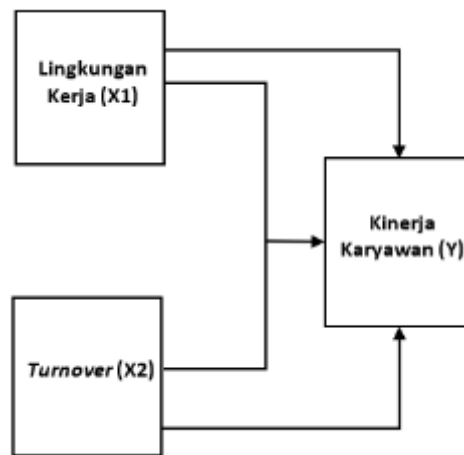 Lingkungan
Kerja (X1)
Kinerja
Karyawan (Y)
Turnover (X2)